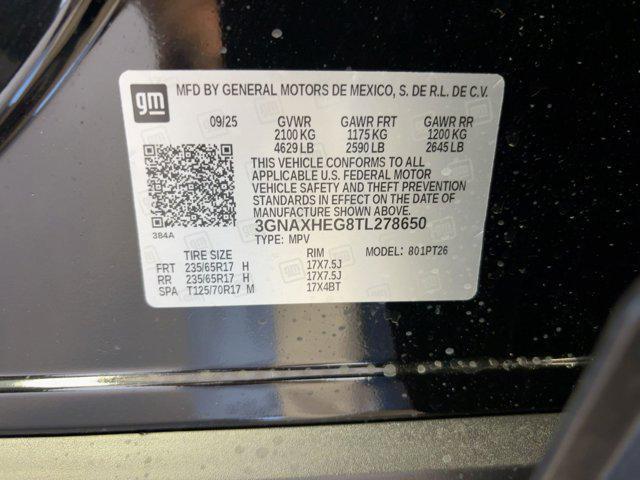 gm MFD BY GENERAL MOTORS DE MEXICO, S. DE R.L. DE C.V.
09/25 GVWR GAWR FRT GAWR RR
2100 KG 1175 KG 1200 KG
4629 LB 2590 LB 2645 LB
THIS VEHICLE CONFORMS TO ALL
APPLICABLE U.S. FEDERAL MOTOR
VEHICLE SAFETY AND THEFT PREVENTION
STANDARDS IN EFFECT ON THE DATE OF
MANUFACTURE SHOWN ABOVE.
3GNAXHEG8TL278650
384A
TYPE: MPV MODEL: 801PT26
TIRE SIZE RIM
FRT 235/65R17 H 17X7.5J
RR 235/65R17 H 17X7.5J
SPA T125/70R17 M 17X4BT